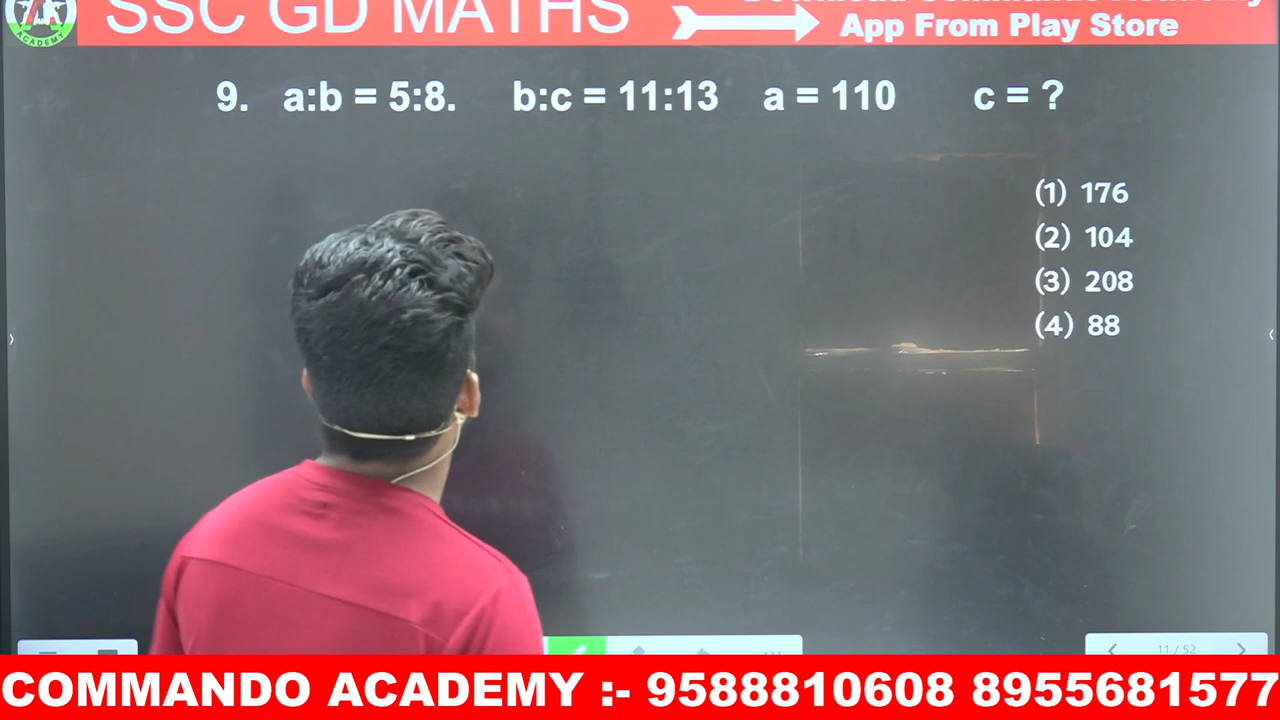 SSC GD MATHS
App From Play Store
ACADEMY
9. a:b = 5:8. b:c = 11:13 a = 110 c = ?
(1) 176
(2) 104
(3) 208
(4) 88
11 / 52
COMMANDO ACADEMY :- 9588810608 8955681577